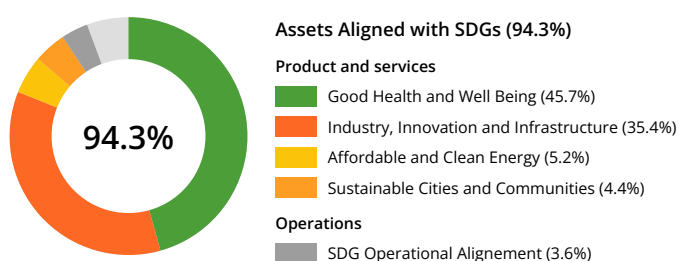 94.3%
Assets Aligned with SDGs (94.3%)
Product and services
Good Health and Well Being (45.7%)
Industry, Innovation and Infrastructure (35.4%)
Affordable and Clean Energy (5.2%)
Sustainable Cities and Communities (4.4%)
Operations
SDG Operational Alignement (3.6%)